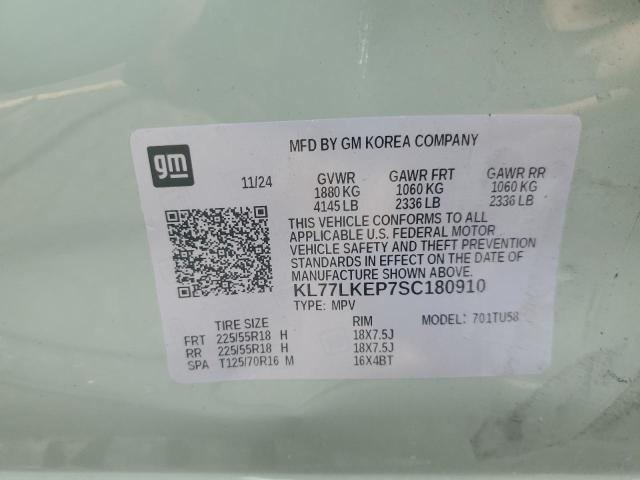 gm
MFD BY GM KOREA COMPANY
11/24
GVWR GAWR FRT GAWR RR
1880 KG 1060 KG 1060 KG
4145 LB 2336 LB 2336 LB
THIS VEHICLE CONFORMS TO ALL
APPLICABLE U.S. FEDERAL MOTOR
VEHICLE SAFETY AND THEFT PREVENTION
STANDARDS IN EFFECT ON THE DATE OF
MANUFACTURE SHOWN ABOVE.
KL77LKEP7SC180910
TYPE: MPV MODEL: 701TU58
TIRE SIZE RIM
FRT 225/55R18 H 18X7.5J
RR 225/55R18 H 18X7.5J
SPA T125/70R16 M 16X4BT